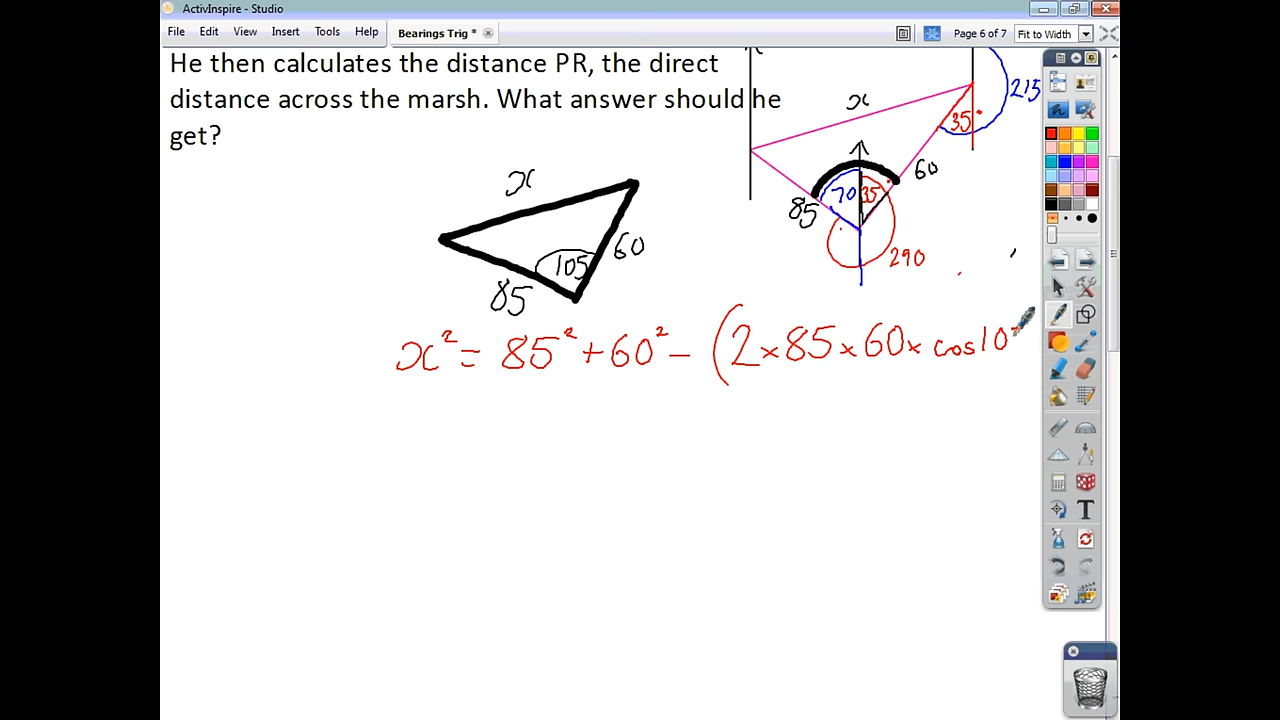 ActivInspire - Studio
File Edit View Insert Tools Help
Bearings Trig *
Page 6 of 7
Fit to Width
He then calculates the distance PR, the direct
distance across the marsh. What answer should he
get?
x
215
35°
60
70
35
85
290
x
60
105
85
x² = 85² + 60² - (2 × 85 × 60 × cos10